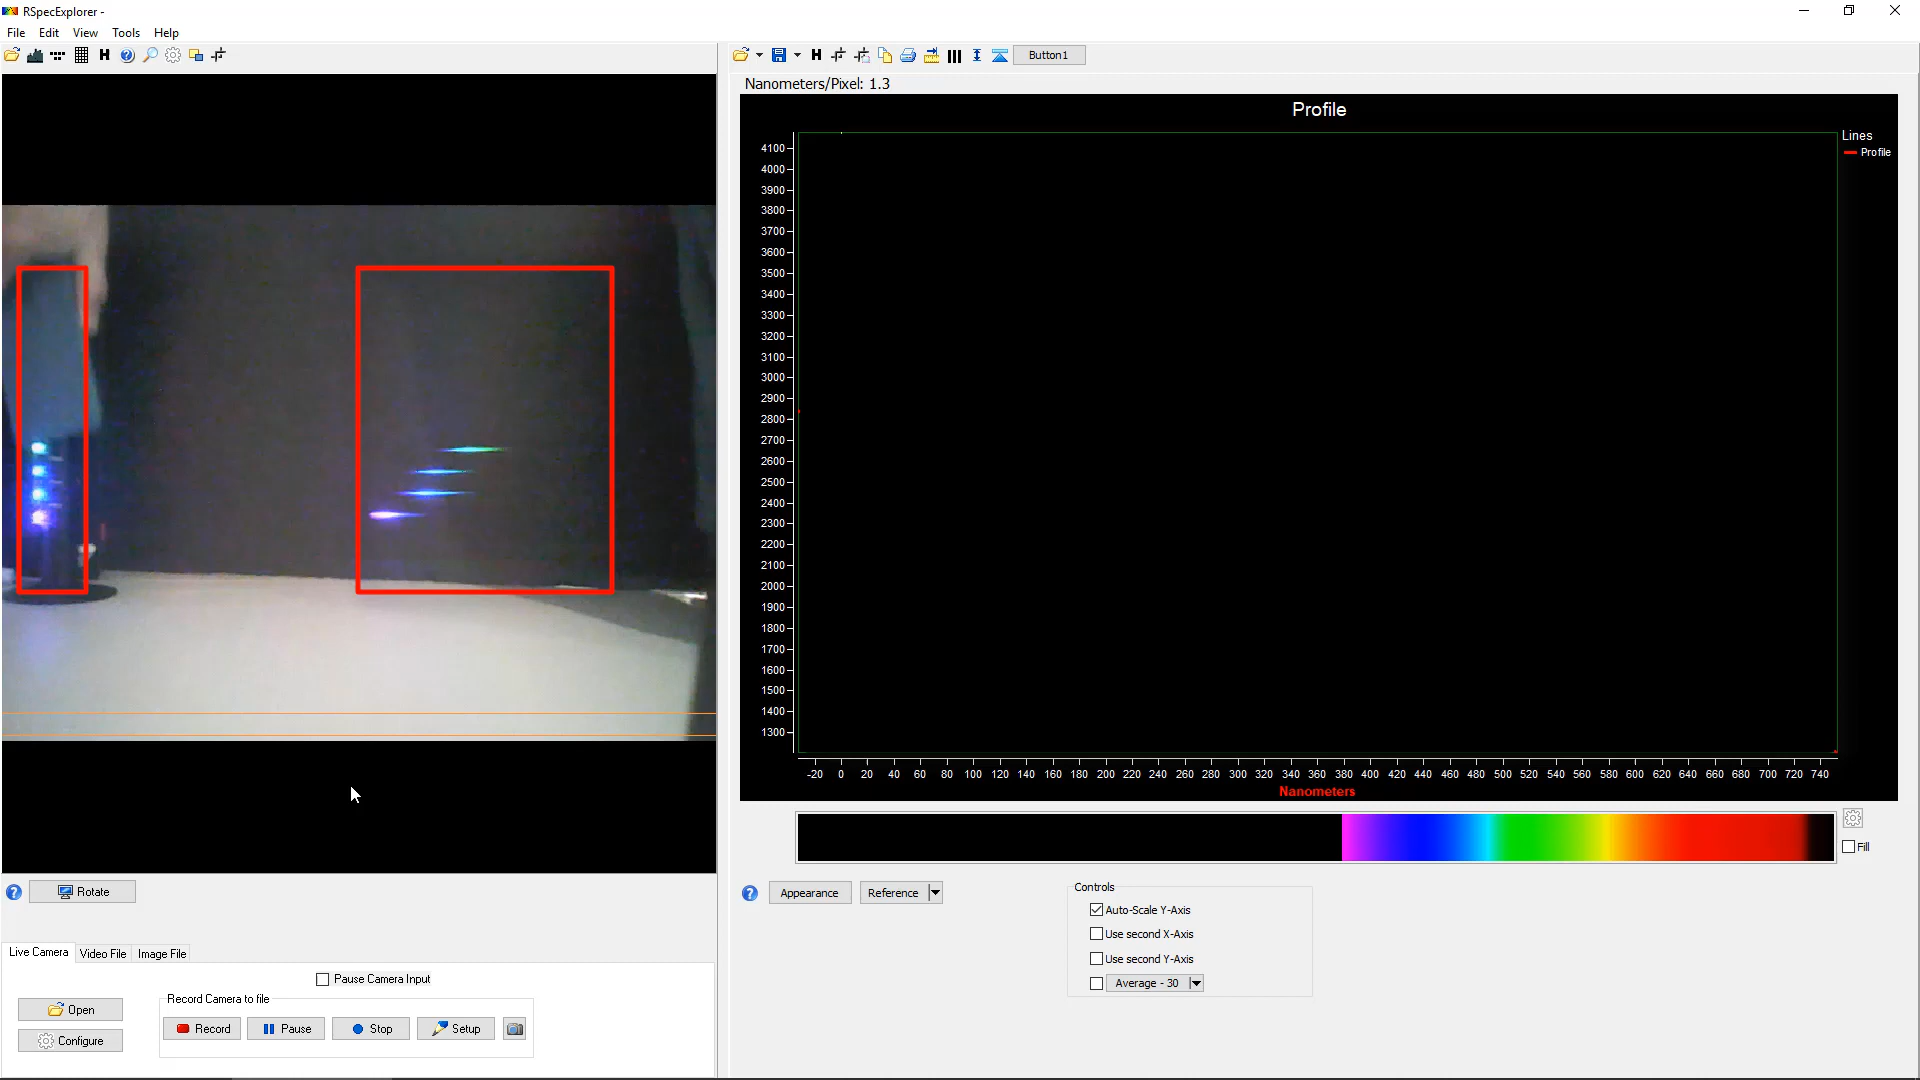 RSpecExplorer -
File Edit View Tools Help
H
H Button1
Nanometers/Pixel: 1.3
Profile
Lines
Profile
4100
4000
3900
3800
3700
3600
3500
3400
3300
3200
3100
3000
2900
2800
2700
2600
2500
2400
2300
2200
2100
2000
1900
1800
1700
1600
1500
1400
1300
-20 0 20 40 60 80 100 120 140 160 180 200 220 240 260 280 300 320 340 360 380 400 420 440 460 480 500 520 540 560 580 600 620 640 660 680 700 720 740
Nanometers
Fill
Rotate
Appearance Reference
Controls
Auto-Scale Y-Axis
Use second X-Axis
Use second Y-Axis
Average - 30
Live Camera Video File Image File
Pause Camera Input
Record Camera to file
Open
Record Pause Stop Setup
Configure